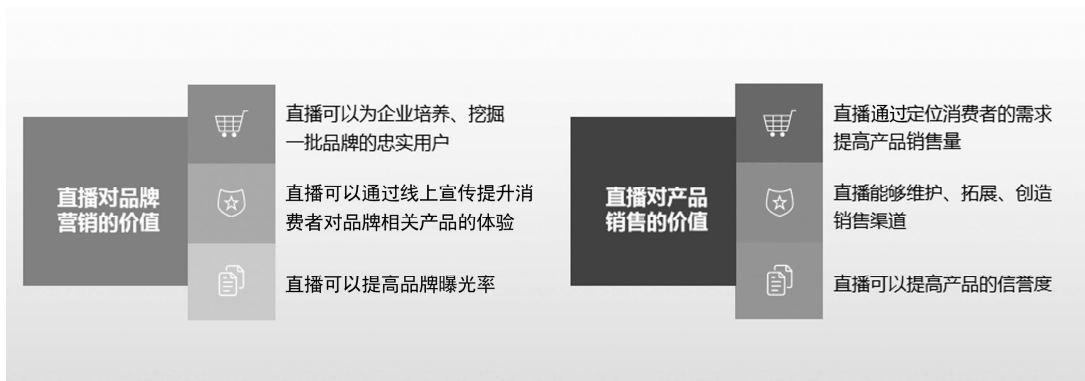 直播对品牌
营销的价值
直播可以为企业培养、挖掘
一批品牌的忠实用户
直播可以通过线上宣传提升消
费者对品牌相关产品的体验
直播可以提高品牌曝光率
直播对产品
销售的价值
直播通过定位消费者的需求
提高产品销售量
直播能够维护、拓展、创造
销售渠道
直播可以提高产品的信誉度